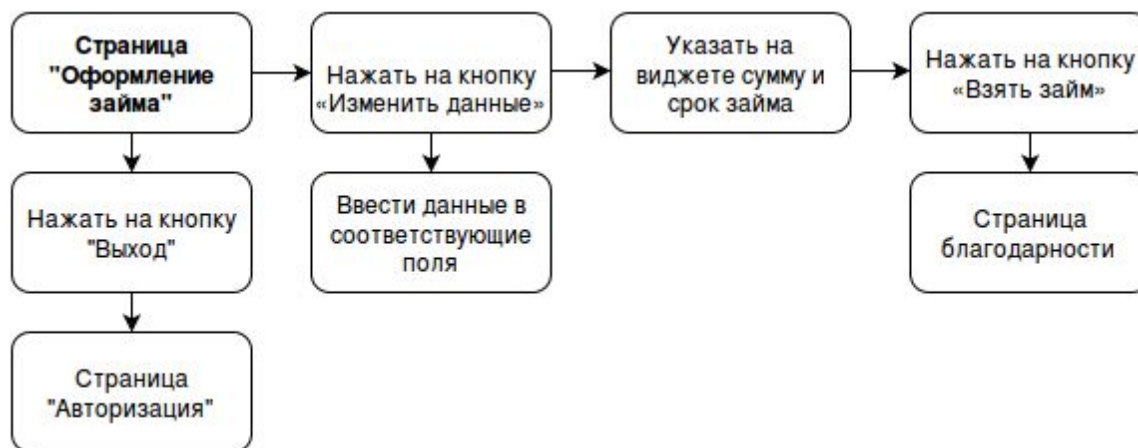 Страница
"Оформление
займа"
Нажать на кнопку
«Изменить данные»
Указать на
виджете сумму и
срок займа
Нажать на кнопку
«Взять займ»
Нажать на кнопку
"Выход"
Ввести данные в
соответствующие
поля
Страница
благодарности
Страница
"Авторизация"